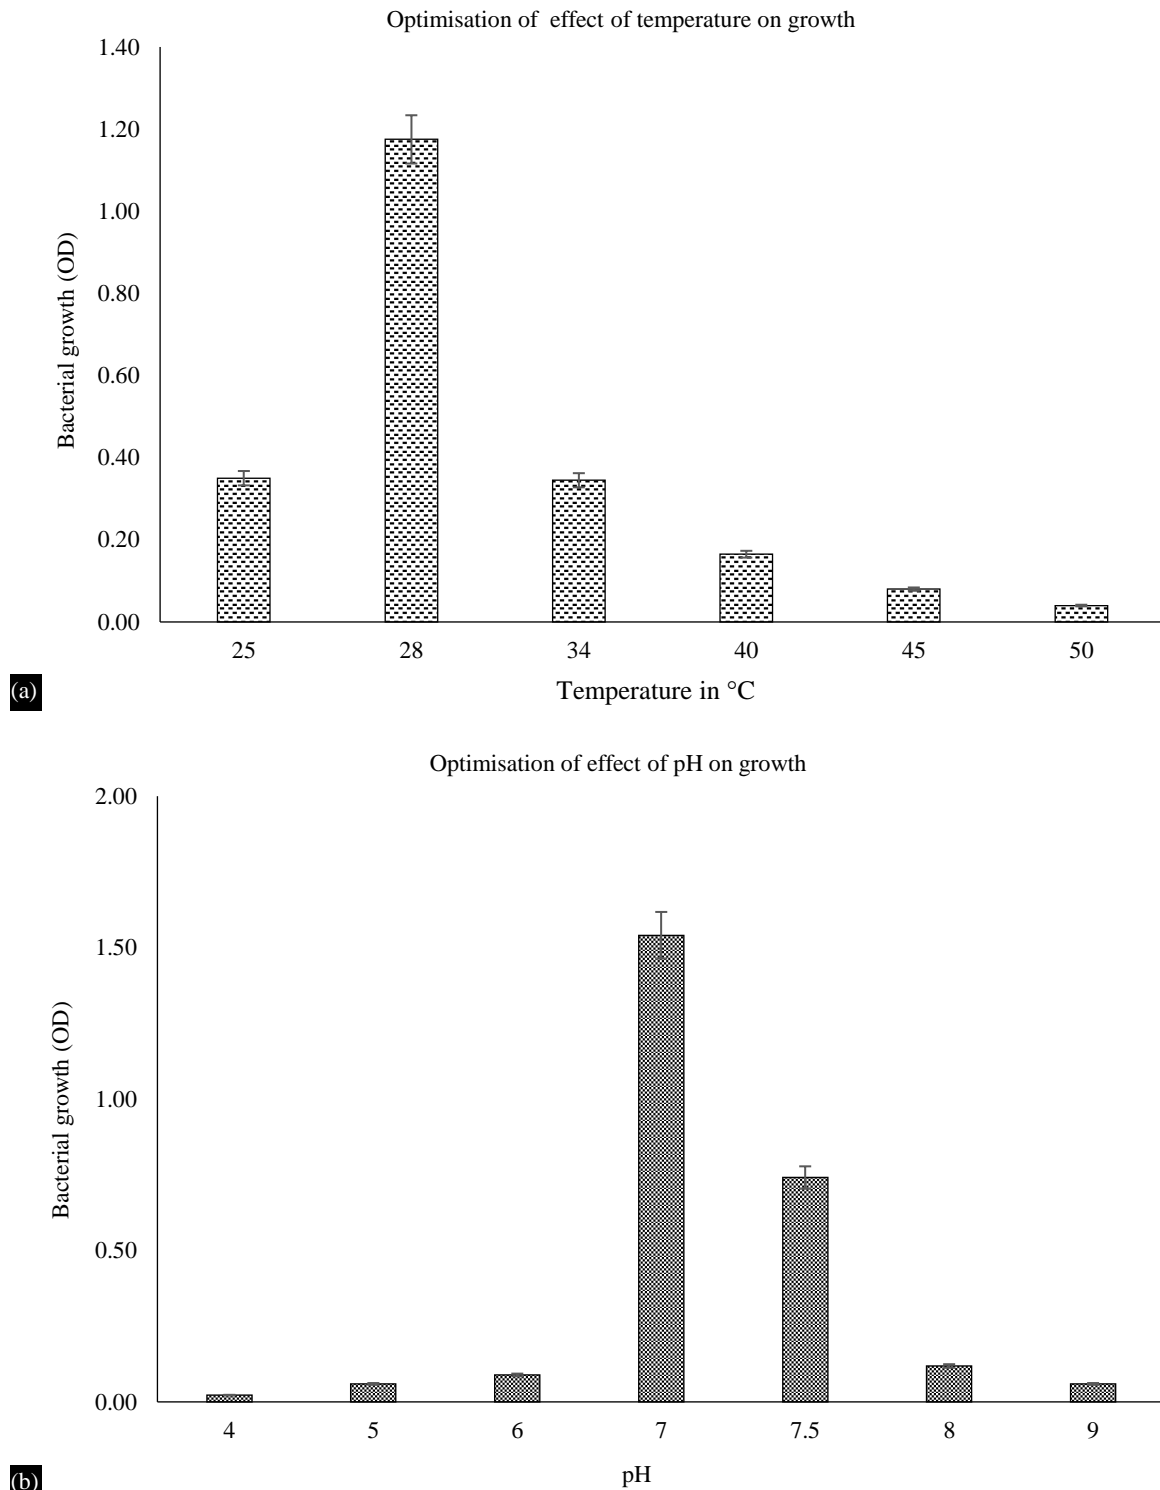 Optimisation of  effect of temperature on growth
1.40
1.20
1.00
0.80
0.60
0.40
0.20
0.00
Bacterial growth (OD)
25 28 34 40 45 50
Temperature in °C
(a)
Optimisation of effect of pH on growth
2.00
1.50
1.00
0.50
0.00
Bacterial growth (OD)
4 5 6 7 7.5 8 9
pH
(b)